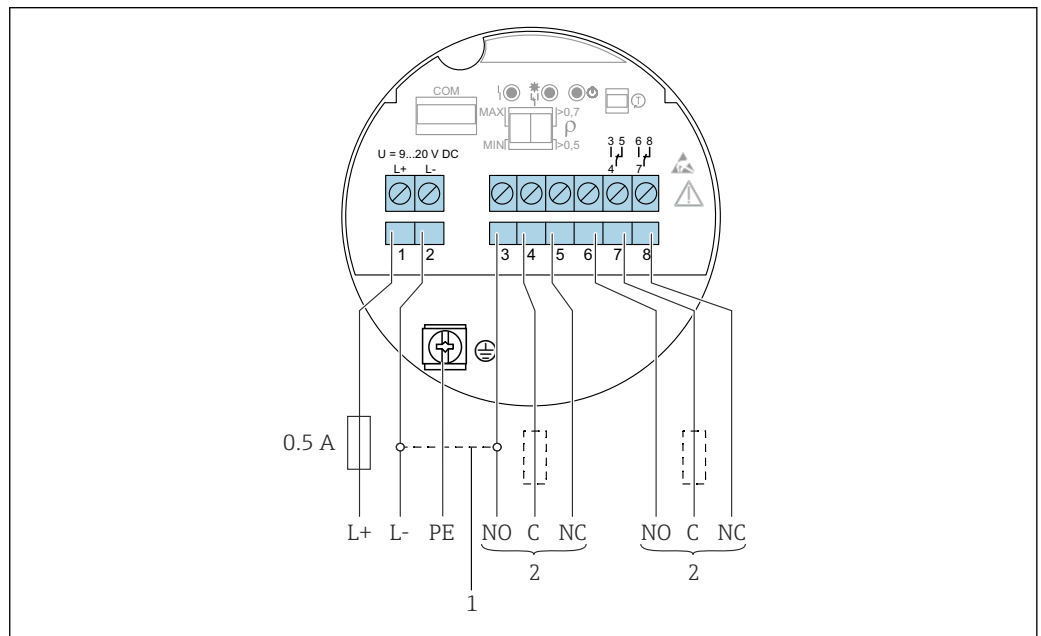 COM
MAX
>0,7
ρ
MIN
>0,5
T
3 5
4
6 8
7
U = 9...20 V DC
L+ L-
1 2 3 4 5 6 7 8
0.5 A
L+ L- PE NO C NC NO C NC
2 2
1